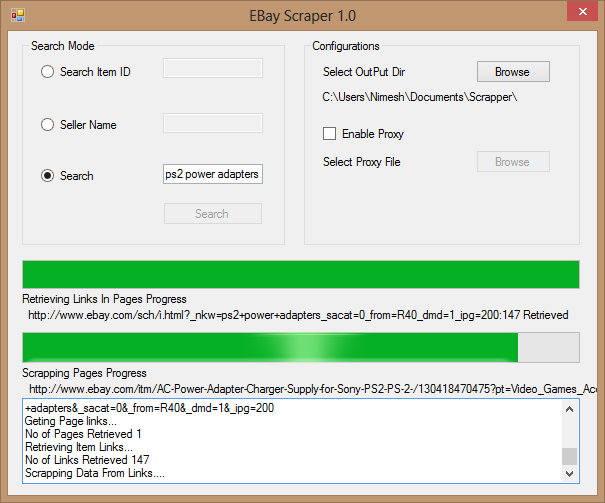 EBay Scraper 1.0
Search Mode
Search Item ID
Seller Name
Search
ps2 power adapters
Search
Configurations
Select OutPut Dir
Browse
C:\Users\Nimesh\Documents\Scrapper\
Enable Proxy
Select Proxy File
Browse
Retrieving Links In Pages Progress
http://www.ebay.com/sch/i.html?_nkw=ps2+power+adapters_sacat=0_from=R40_dmd=1_ipg=200:147 Retrieved
Scrapping Pages Progress
http://www.ebay.com/itm/AC-Power-Adapter-Charger-Supply-for-Sony-PS2-PS-2-/130418470475?pt=Video_Games_Acc
+adapters&_sacat=0&_from=R40&_dmd=1&_ipg=200
Geting Page links...
No of Pages Retrieved 1
Retrieving Item Links...
No of Links Retrieved 147
Scrapping Data From Links....